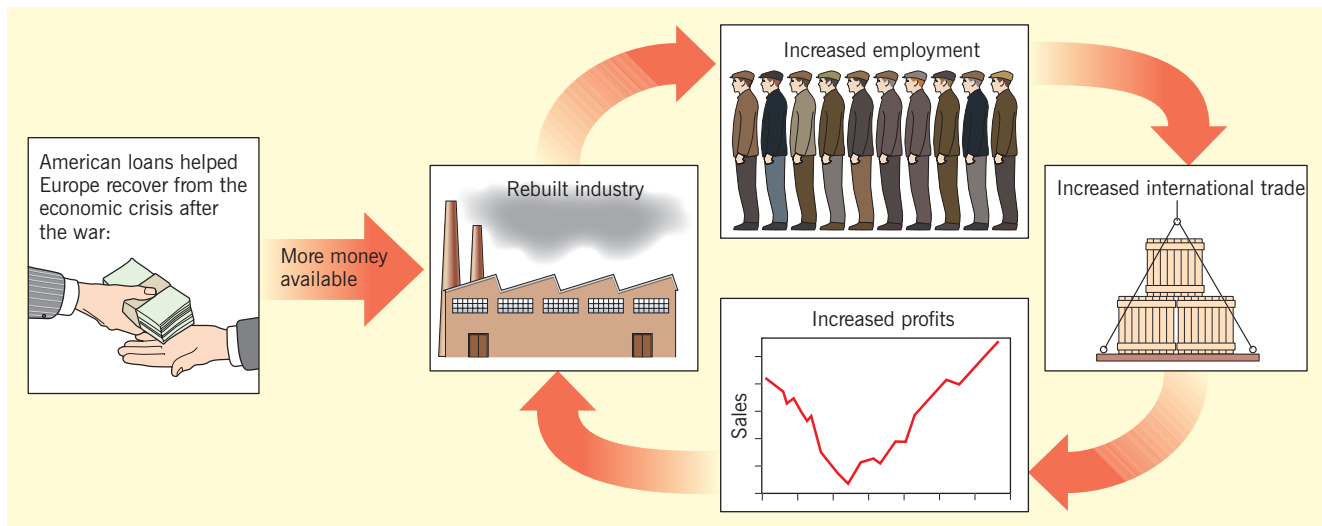 American loans helped
Europe recover from the
economic crisis after
the war:
More money
available
Rebuilt industry
Increased employment
Increased international trade
Increased profits
Sales